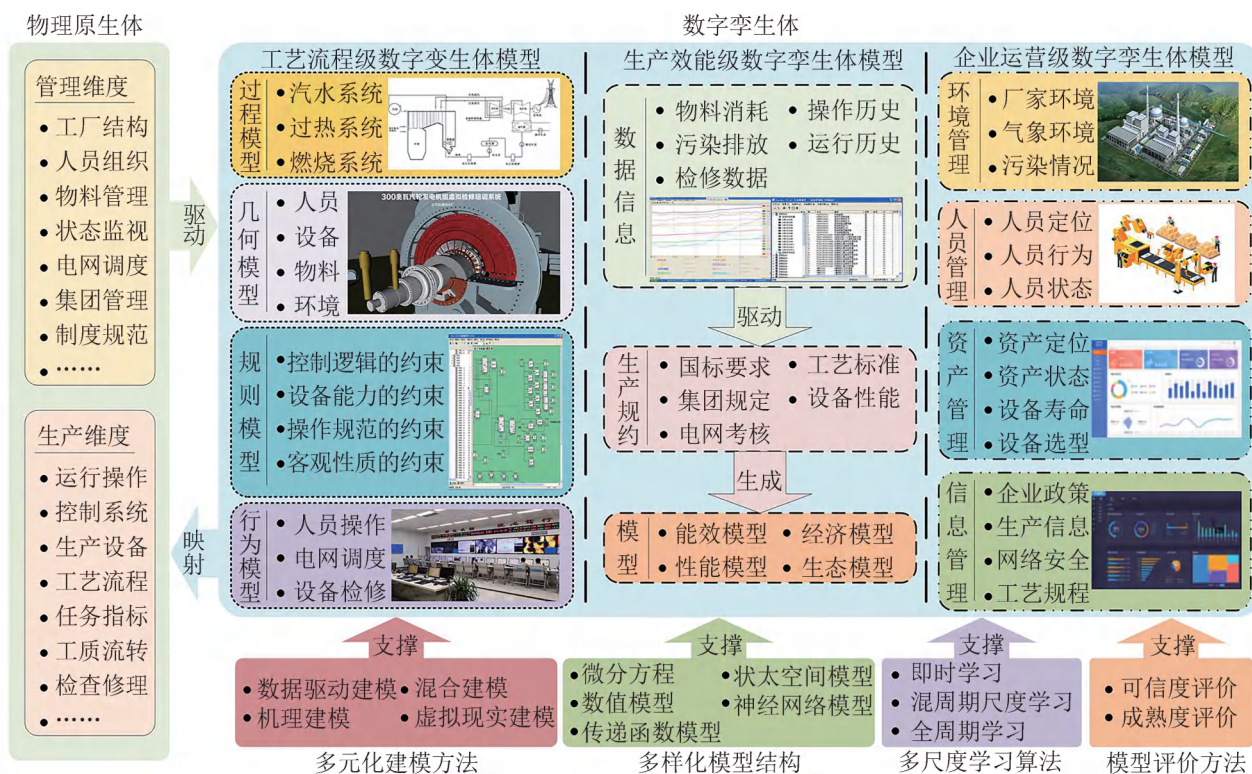 物理原生体
数字孪生体
管理维度
•工厂结构
•人员组织
•物料管理
•状态监视
•电网调度
•集团管理
•制度规范
•……
生产维度
•运行操作
•控制系统
•生产设备
•工艺流程
•任务指标
•工质流转
•检查修理
•……
驱动
映射
工艺流程级数字变生体模型
过程模型
•汽水系统
•过热系统
•燃烧系统
几何模型
•人员
•设备
•物料
•环境
300兆瓦汽轮发电机组虚拟检修培训系统
规则模型
•控制逻辑的约束
•设备能力的约束
•操作规范的约束
•客观性质的约束
行为模型
•人员操作
•电网调度
•设备检修
生产效能级数字孪生体模型
数据信息
•物料消耗 •操作历史
•污染排放 •运行历史
•检修数据
驱动
生产规约
•国标要求 •工艺标准
•集团规定 •设备性能
•电网考核
生成
模型
•能效模型 •经济模型
•性能模型 •生态模型
企业运营级数字孪生体模型
环境管理
•厂家环境
•气象环境
•污染情况
人员管理
•人员定位
•人员行为
•人员状态
资产管理
•资产定位
•资产状态
•设备寿命
•设备选型
信息管理
•企业政策
•生产信息
•网络安全
•工艺规程
支撑
•数据驱动建模 •混合建模
•机理建模 •虚拟现实建模
多元化建模方法
支撑
•微分方程 •状太空间模型
•数值模型 •神经网络模型
•传递函数模型
多样化模型结构
支撑
•即时学习
•混周期尺度学习
•全周期学习
多尺度学习算法
支撑
•可信度评价
•成熟度评价
模型评价方法